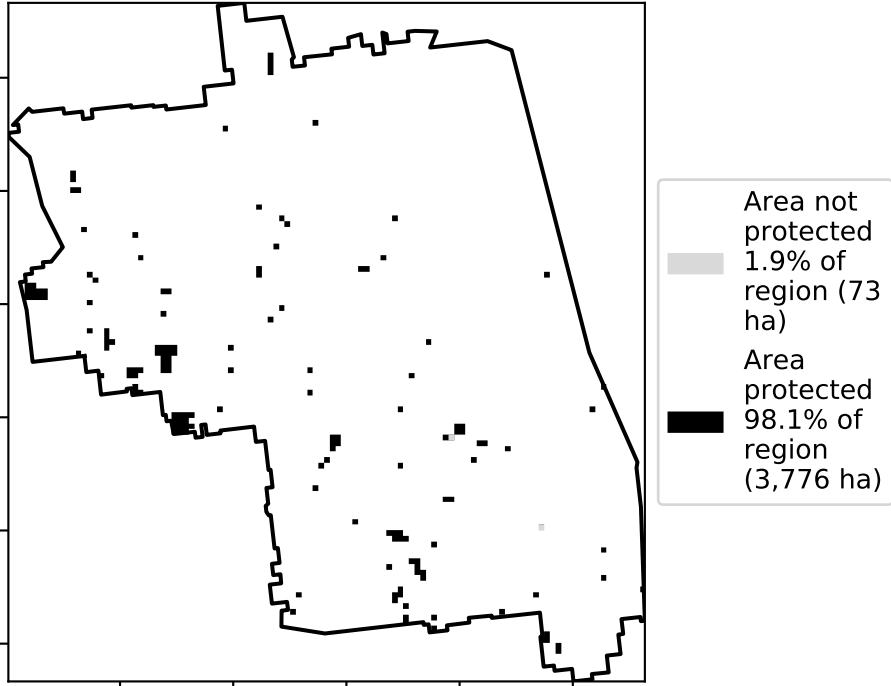 Area not
protected
1.9% of
region (73
ha)
Area
protected
98.1% of
region
(3,776 ha)